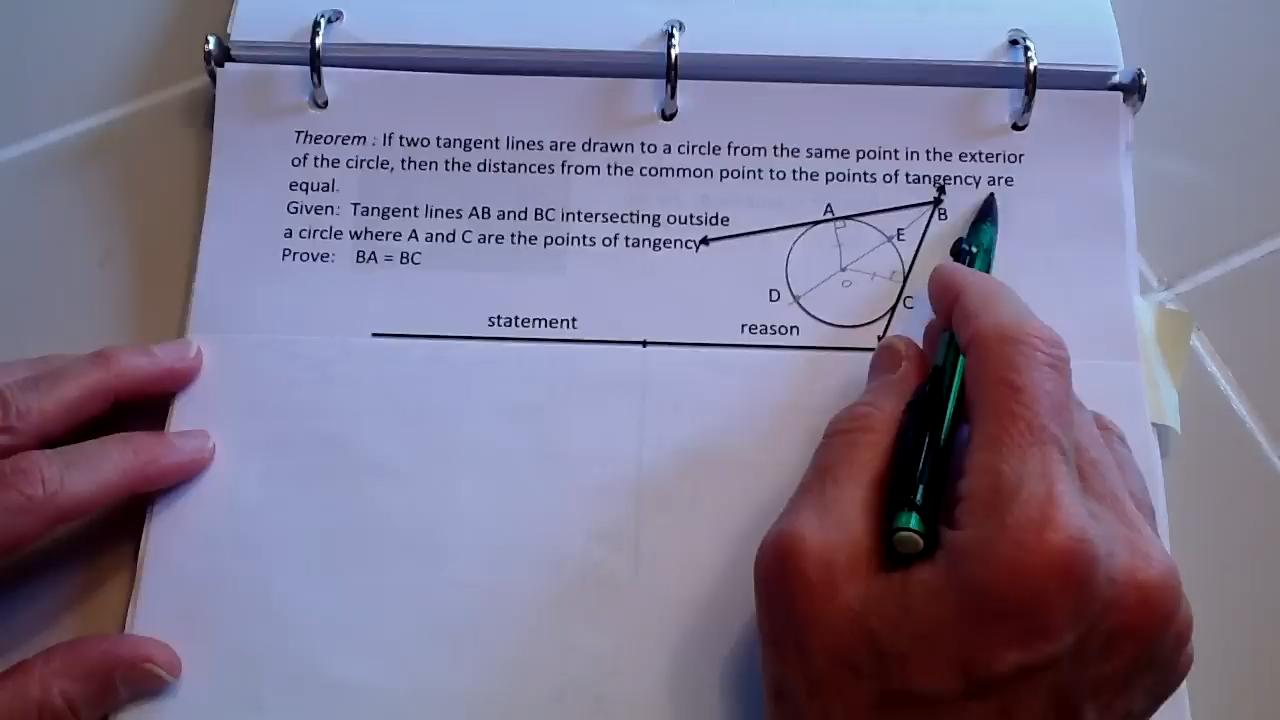 Theorem : If two tangent lines are drawn to a circle from the same point in the exterior
of the circle, then the distances from the common point to the points of tangency are
equal.
Given: Tangent lines AB and BC intersecting outside
a circle where A and C are the points of tangency
Prove: BA = BC
A
B
E
O
D
C
statement reason